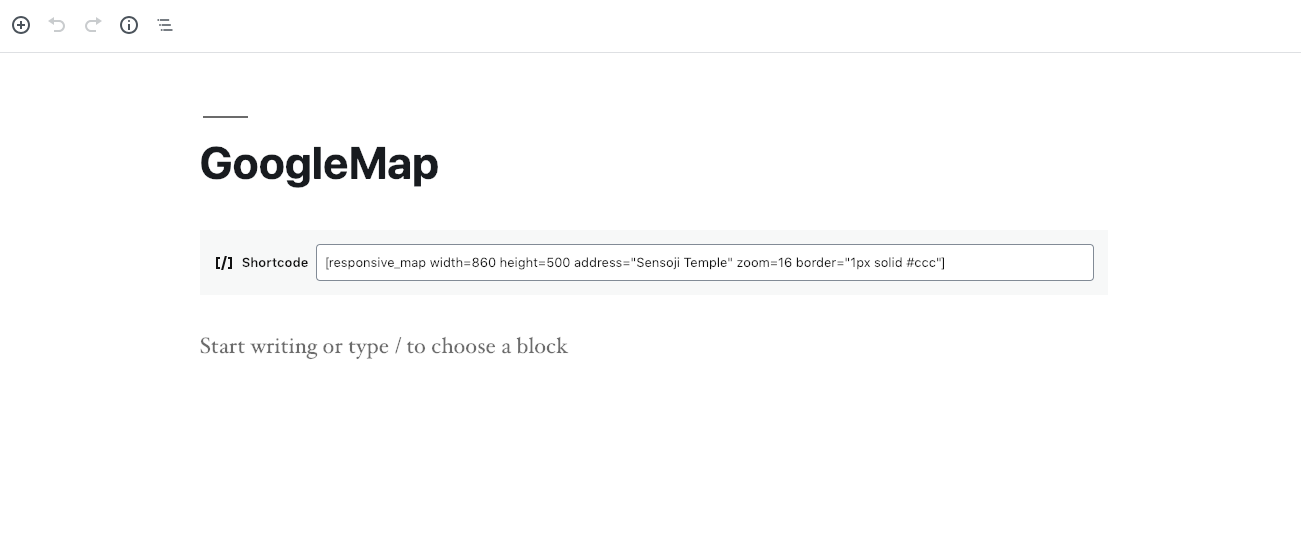 GoogleMap
[/] Shortcode [responsive_map width=860 height=500 address="Sensoji Temple" zoom=16 border="1px solid #ccc"]
Start writing or type / to choose a block